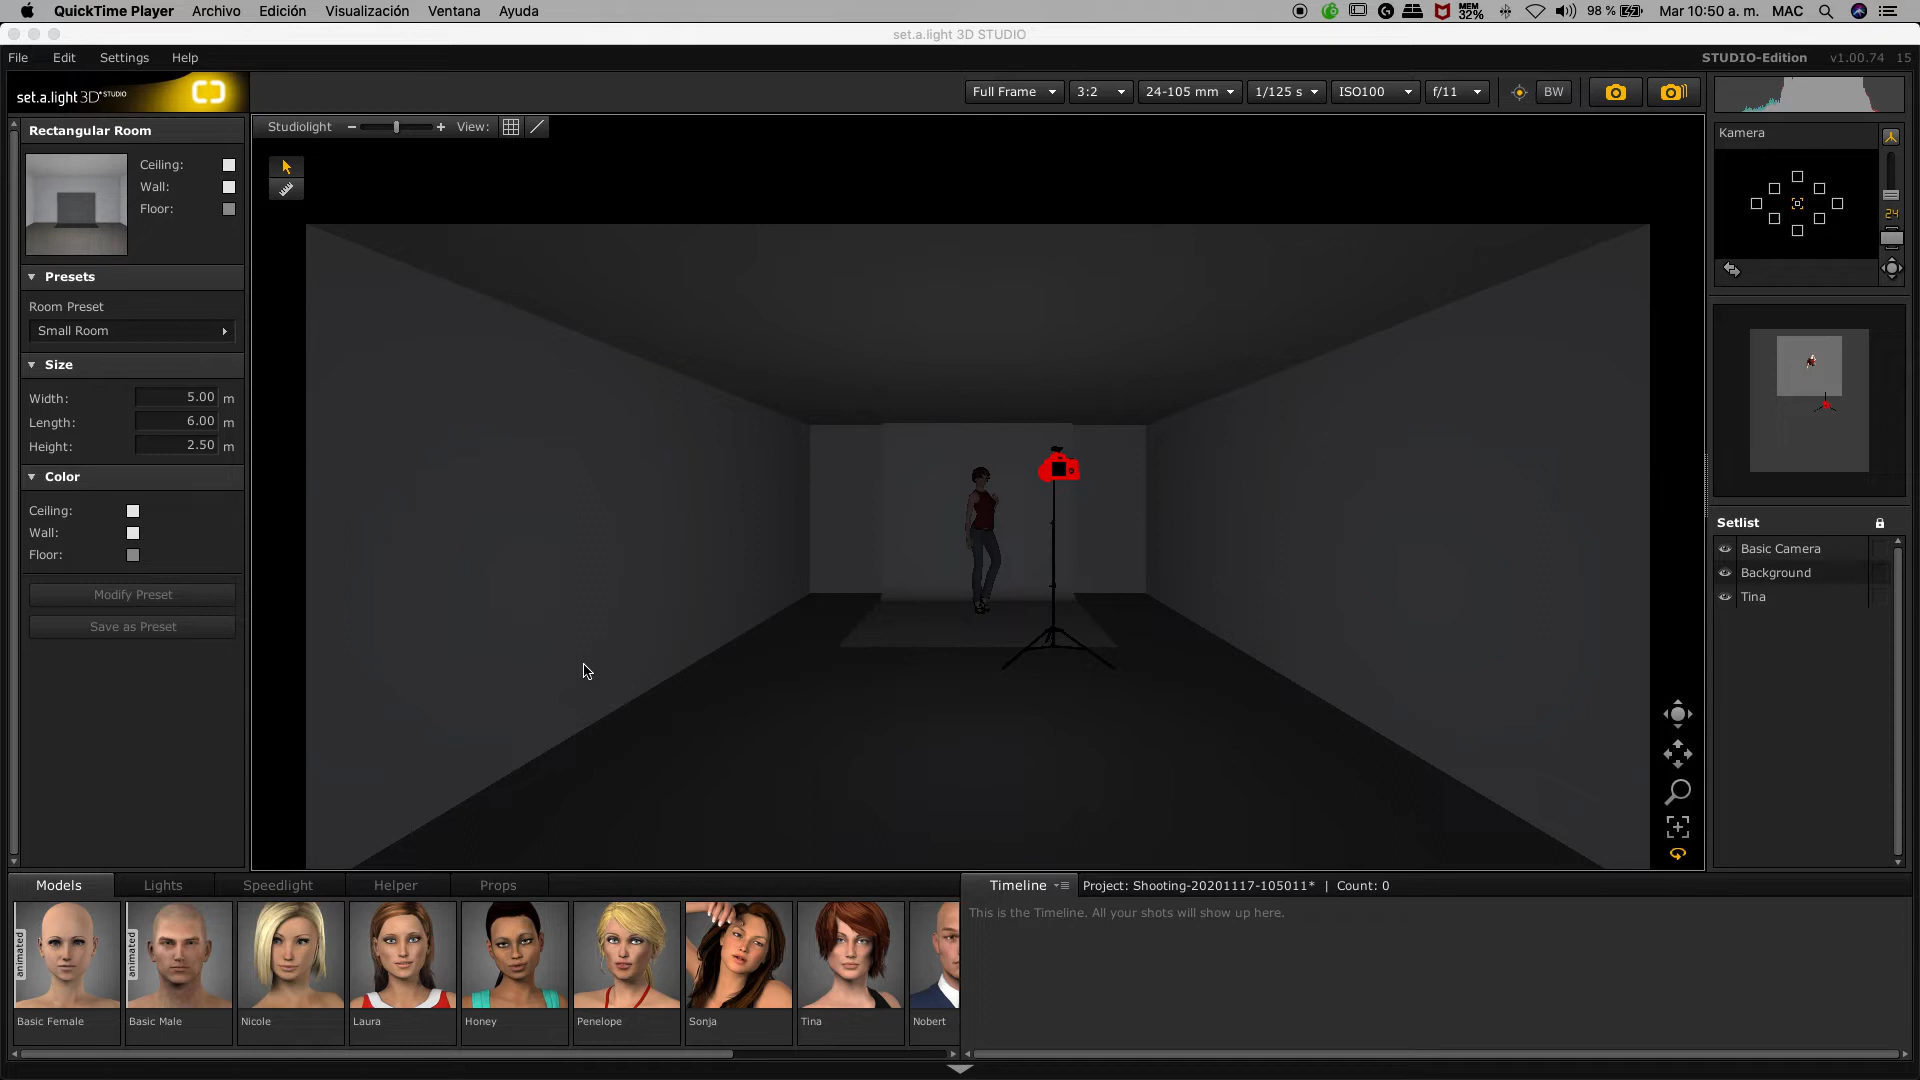 QuickTime Player Archivo Edición Visualización Ventana Ayuda MEM 32% 98 % Mar 10:50 a. m. MAC
set.a.light 3D STUDIO
File Edit Settings Help STUDIO-Edition v1.00.74 15
set.a.light 3D STUDIO Full Frame 3:2 24-105 mm 1/125 s ISO100 f/11 BW
Studiolight − + View:
Rectangular Room
Ceiling:
Wall:
Floor:
Presets
Room Preset
Small Room
Size
Width: 5.00 m
Length: 6.00 m
Height: 2.50 m
Color
Ceiling:
Wall:
Floor:
Modify Preset
Save as Preset
Kamera
24
Setlist
Basic Camera
Background
Tina
Models Lights Speedlight Helper Props
animated animated
Basic Female Basic Male Nicole Laura Honey Penelope Sonja Tina Nobert
Timeline Project: Shooting-20201117-105011* | Count: 0
This is the Timeline. All your shots will show up here.